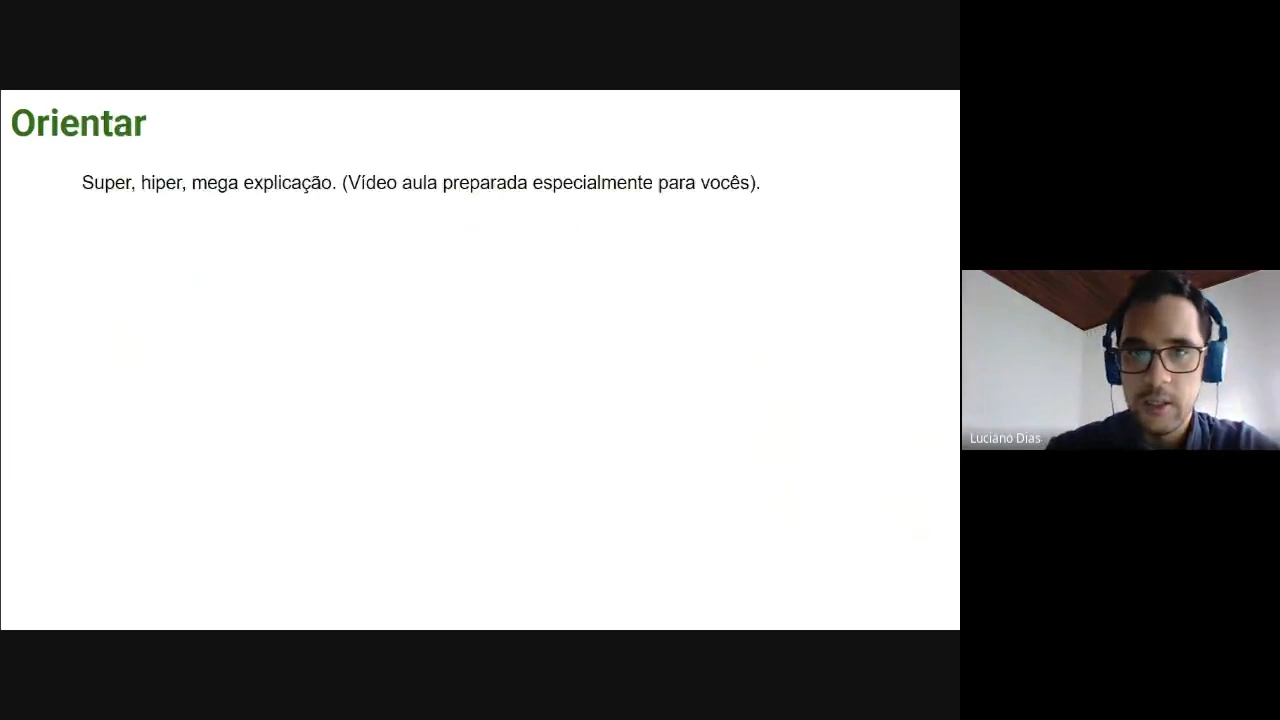 Orientar
Super, hiper, mega explicação. (Vídeo aula preparada especialmente para vocês).
Luciano Dias